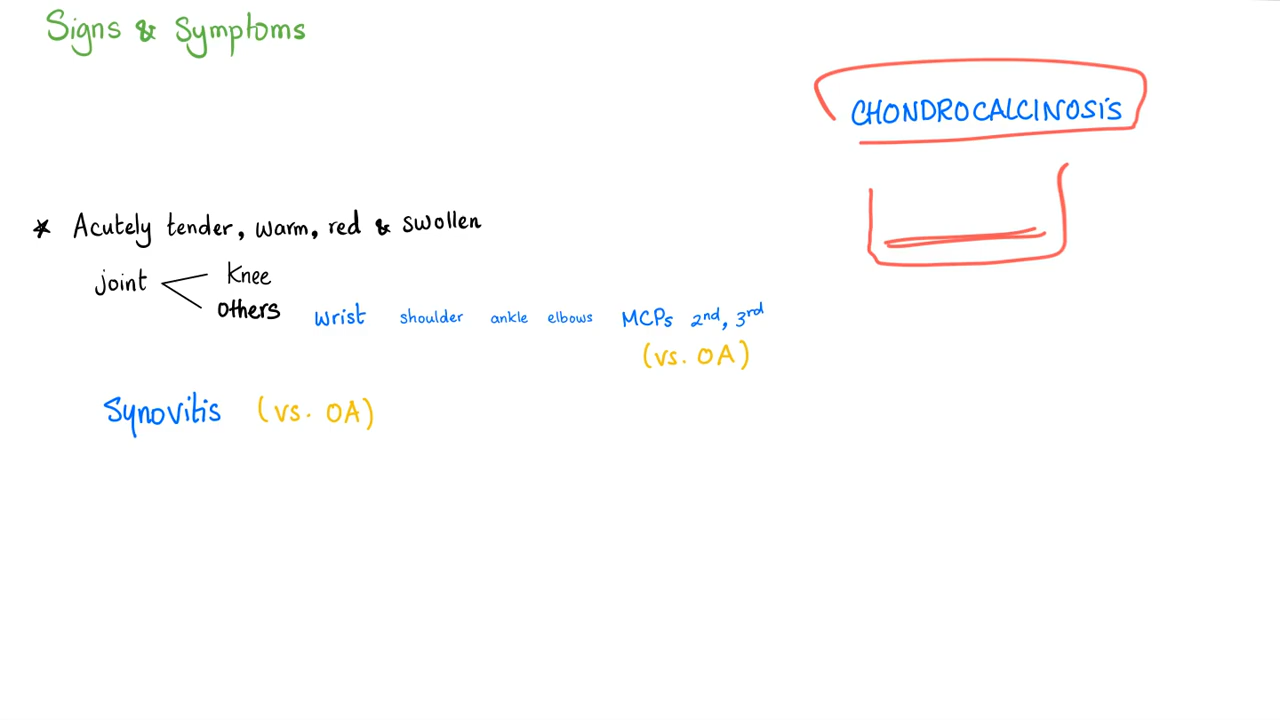 Signs & Symptoms
CHONDROCALCINOSIS
* Acutely tender, warm, red & swollen
joint Knee
others wrist shoulder ankle elbows MCPs 2nd, 3rd
(vs. OA)
Synovitis (vs. OA)